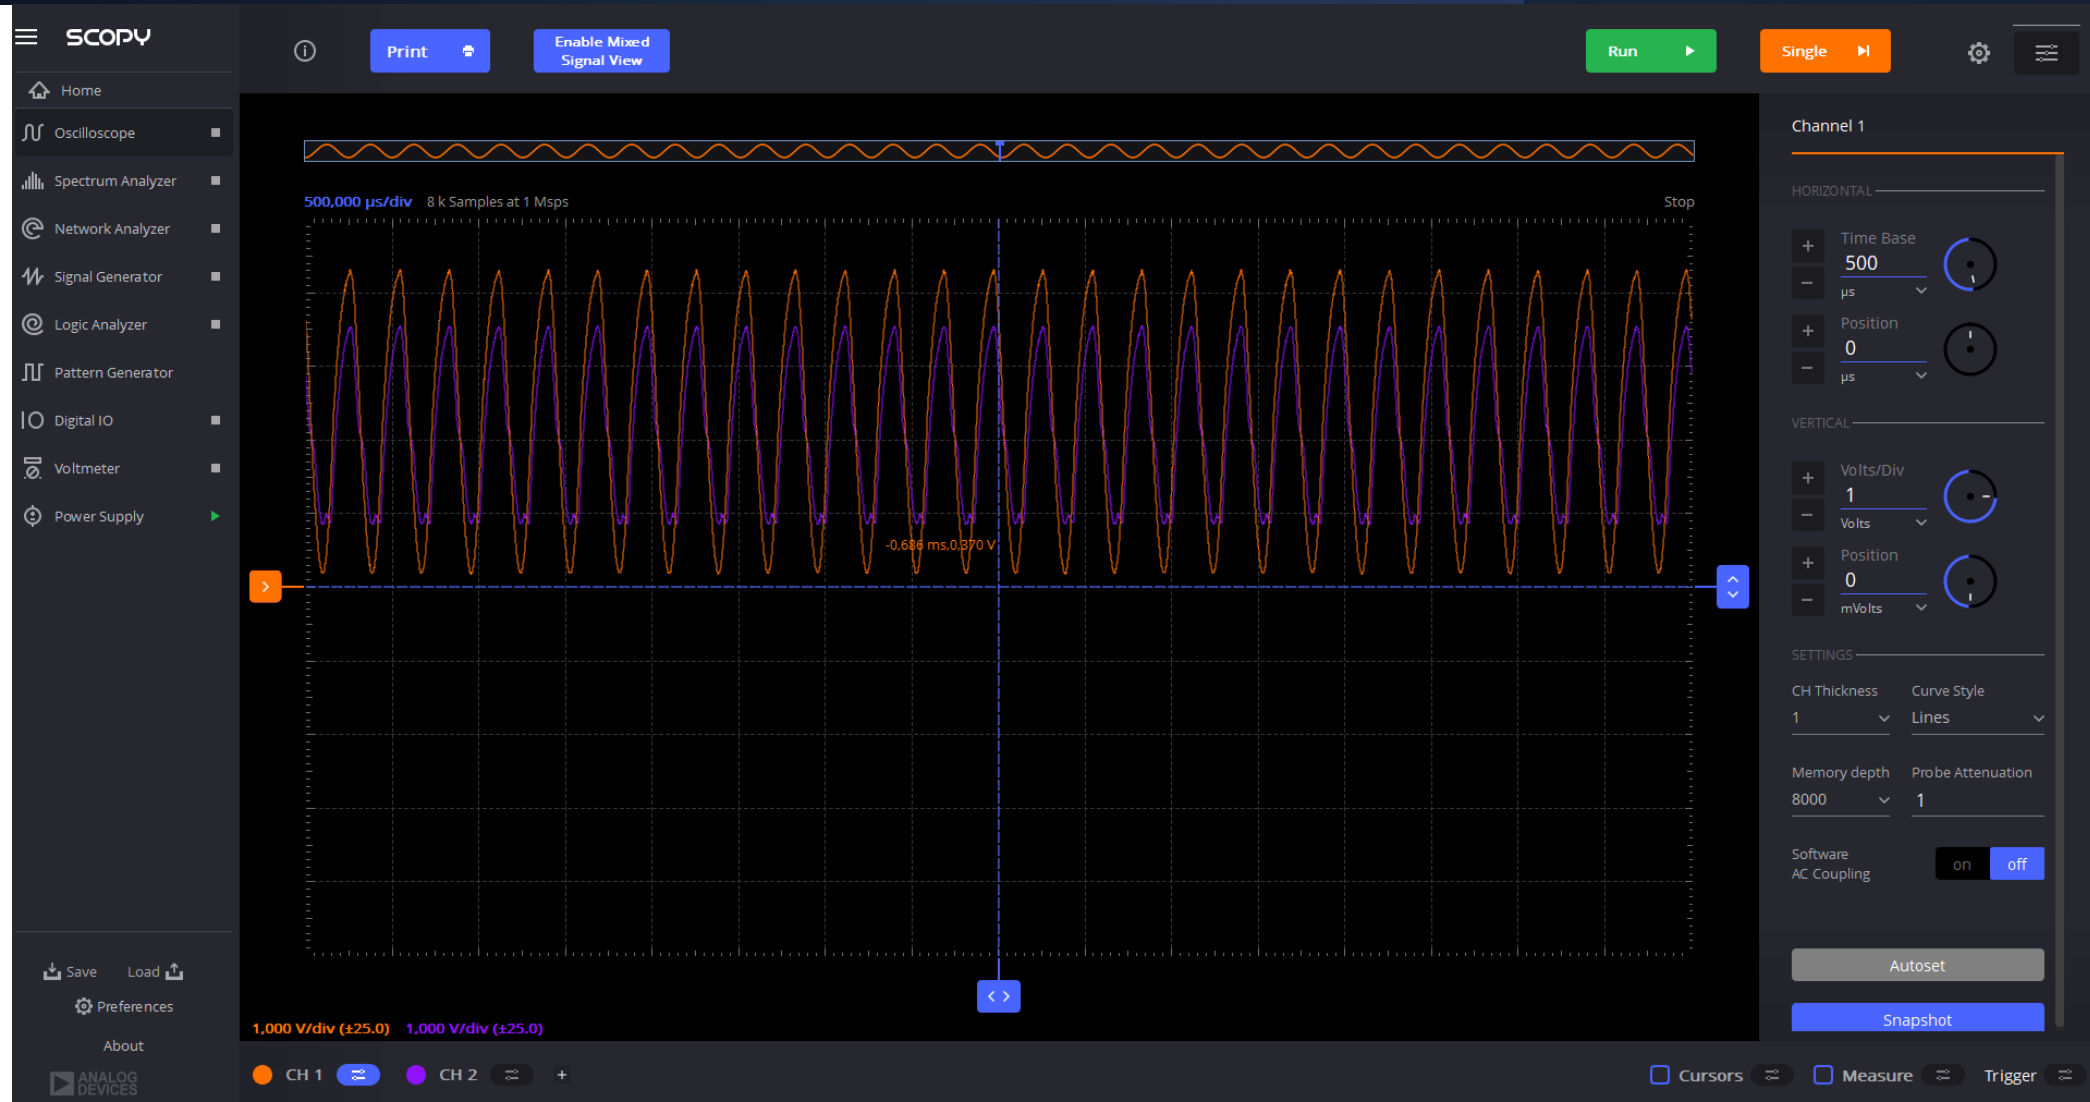 SCOPY
Print
Enable Mixed
Signal View
Run
Single
Home
Oscilloscope
Spectrum Analyzer
Network Analyzer
Signal Generator
Logic Analyzer
Pattern Generator
Digital IO
Voltmeter
Power Supply
Save Load
Preferences
About
ANALOG
DEVICES
500,000 µs/div 8 k Samples at 1 Msps Stop
-0,686 ms,0,370 V
1,000 V/div (±25.0) 1,000 V/div (±25.0)
CH 1 CH 2 +
Cursors Measure Trigger
Channel 1
HORIZONTAL
Time Base
500
µs
Position
0
µs
VERTICAL
Volts/Div
1
Volts
Position
0
mVolts
SETTINGS
CH Thickness Curve Style
1 Lines
Memory depth Probe Attenuation
8000 1
Software
AC Coupling
on off
Autoset
Snapshot